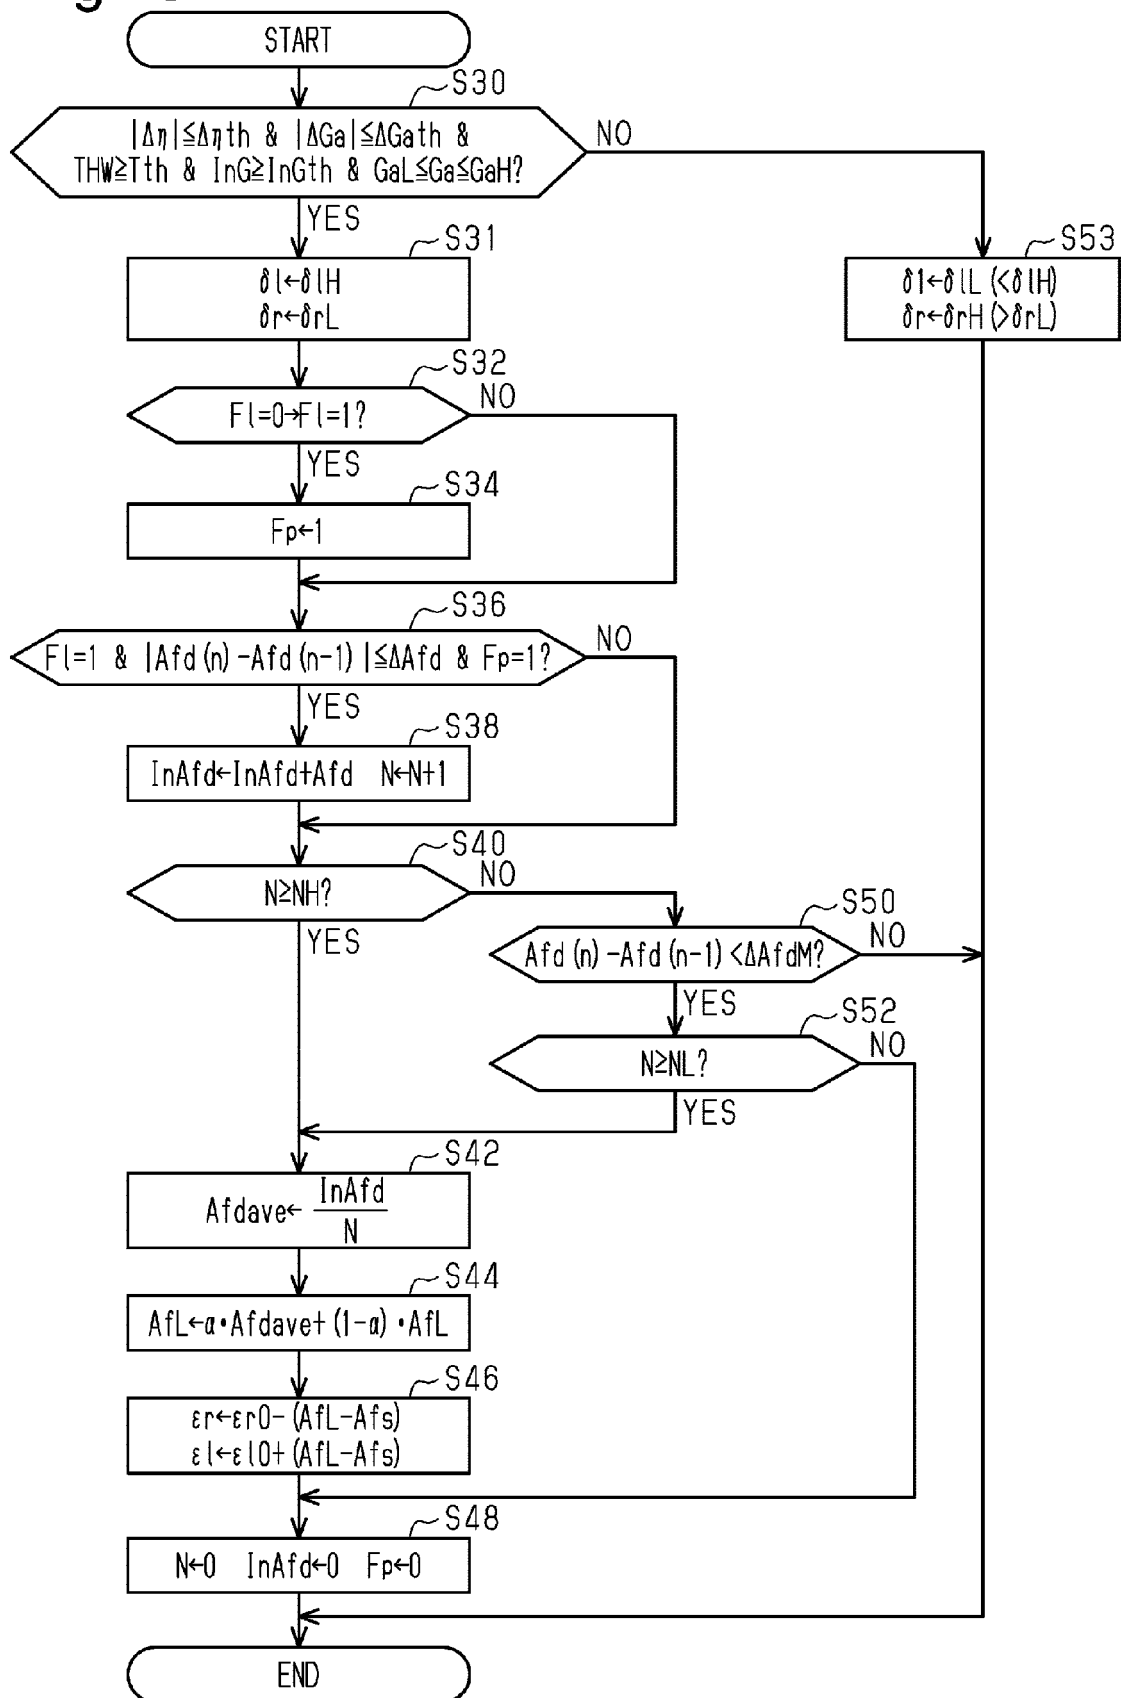 START
S30
|Δη|≦Δηth & |ΔGa|≦ΔGath &
THW≧Tth & InG≧InGth & GaL≦Ga≦GaH?
NO
YES
S31
δl←δlH
δr←δrL
S53
δ1←δlL (<δlH)
δr←δrH (>δrL)
S32
Fl=0→Fl=1?
NO
YES
S34
Fp←1
S36
Fl=1 & |Afd(n)-Afd(n-1)|≦ΔAfd & Fp=1?
NO
YES
S38
InAfd←InAfd+Afd N←N+1
S40
N≧NH?
NO
YES
S50
Afd(n)-Afd(n-1)<ΔAfdM?
NO
YES
S52
N≧NL?
NO
YES
S42
Afdave← InAfd
N
S44
AfL←α•Afdave+(1-α)•AfL
S46
εr←εr0-(AfL-Afs)
εl←εl0+(AfL-Afs)
S48
N←0 InAfd←0 Fp←0
END